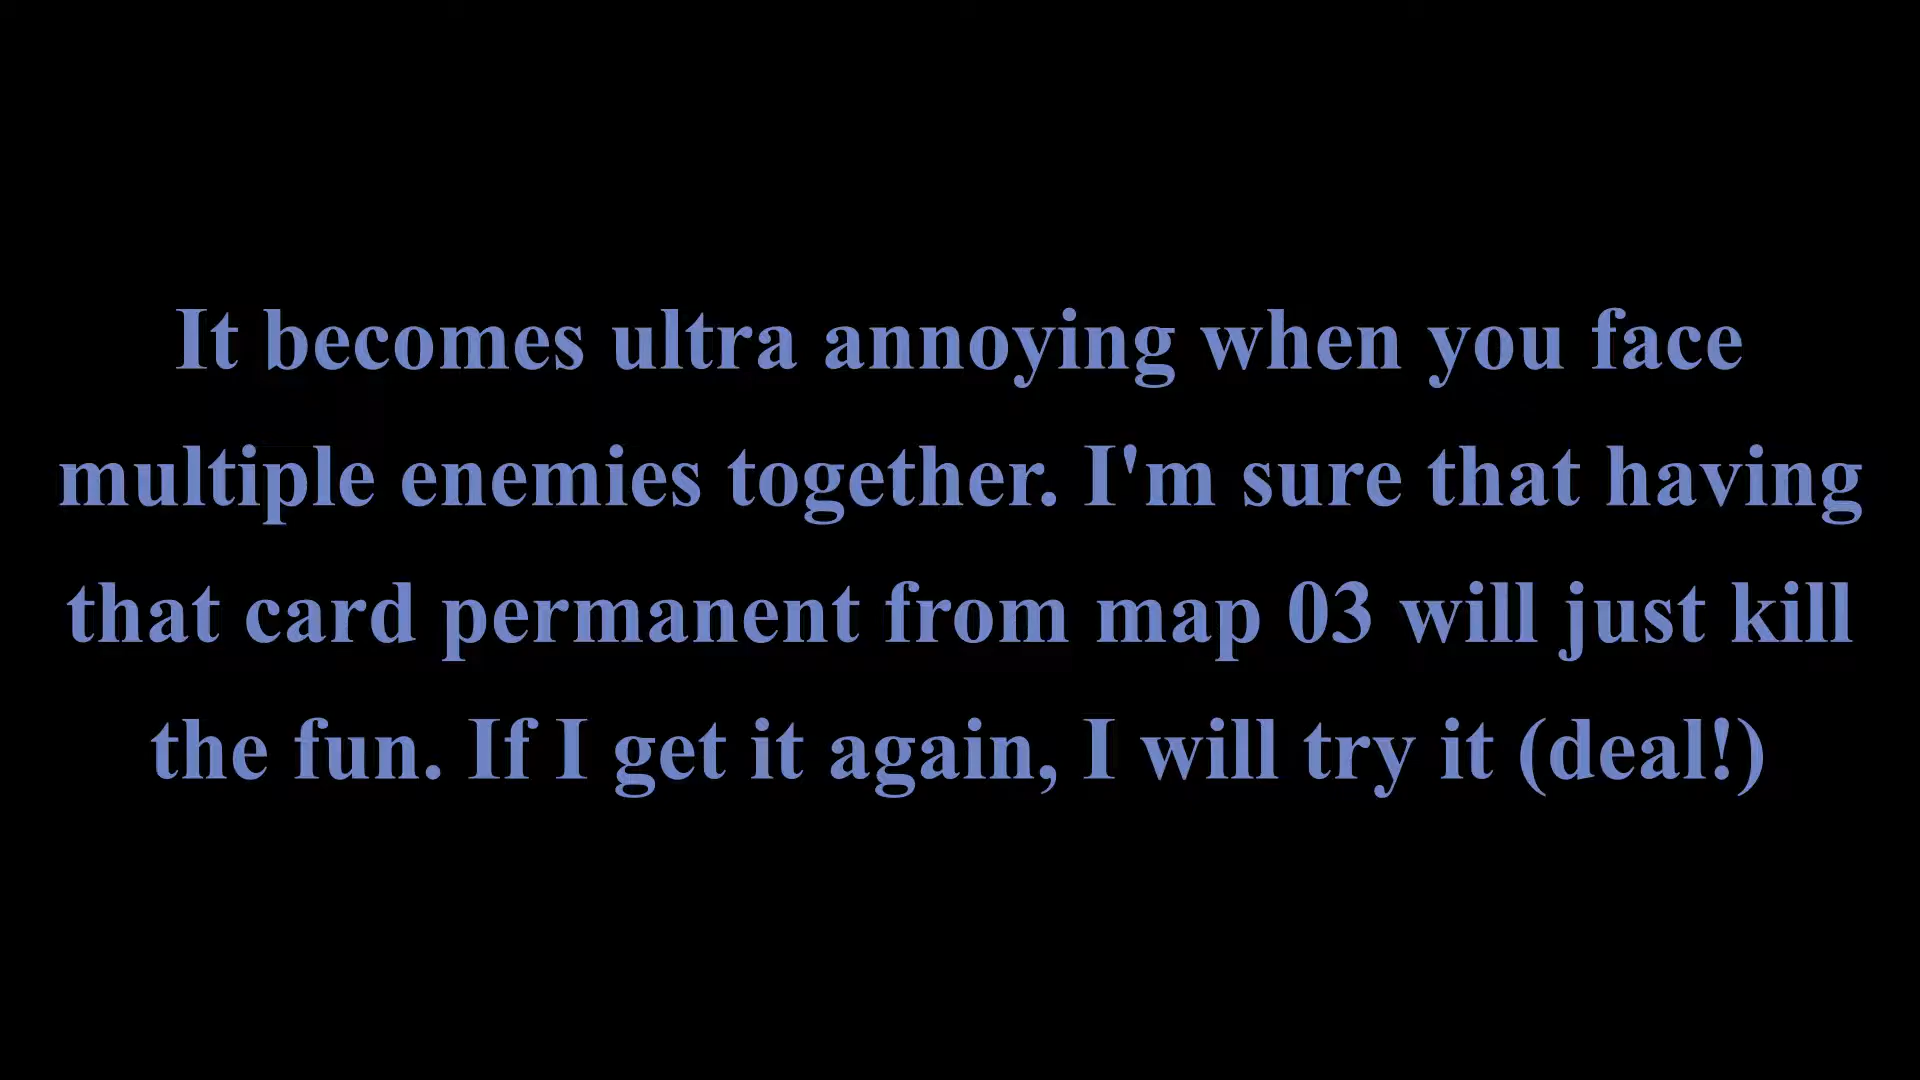 It becomes ultra annoying when you face
multiple enemies together. I'm sure that having
that card permanent from map 03 will just kill
the fun. If I get it again, I will try it (deal!)